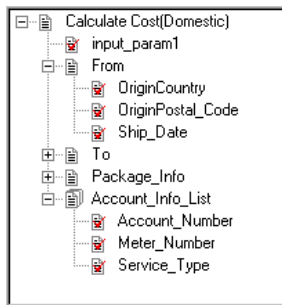 Calculate Cost(Domestic)
input_param1
From
OriginCountry
OriginPostal_Code
Ship_Date
To
Package_Info
Account_Info_List
Account_Number
Meter_Number
Service_Type